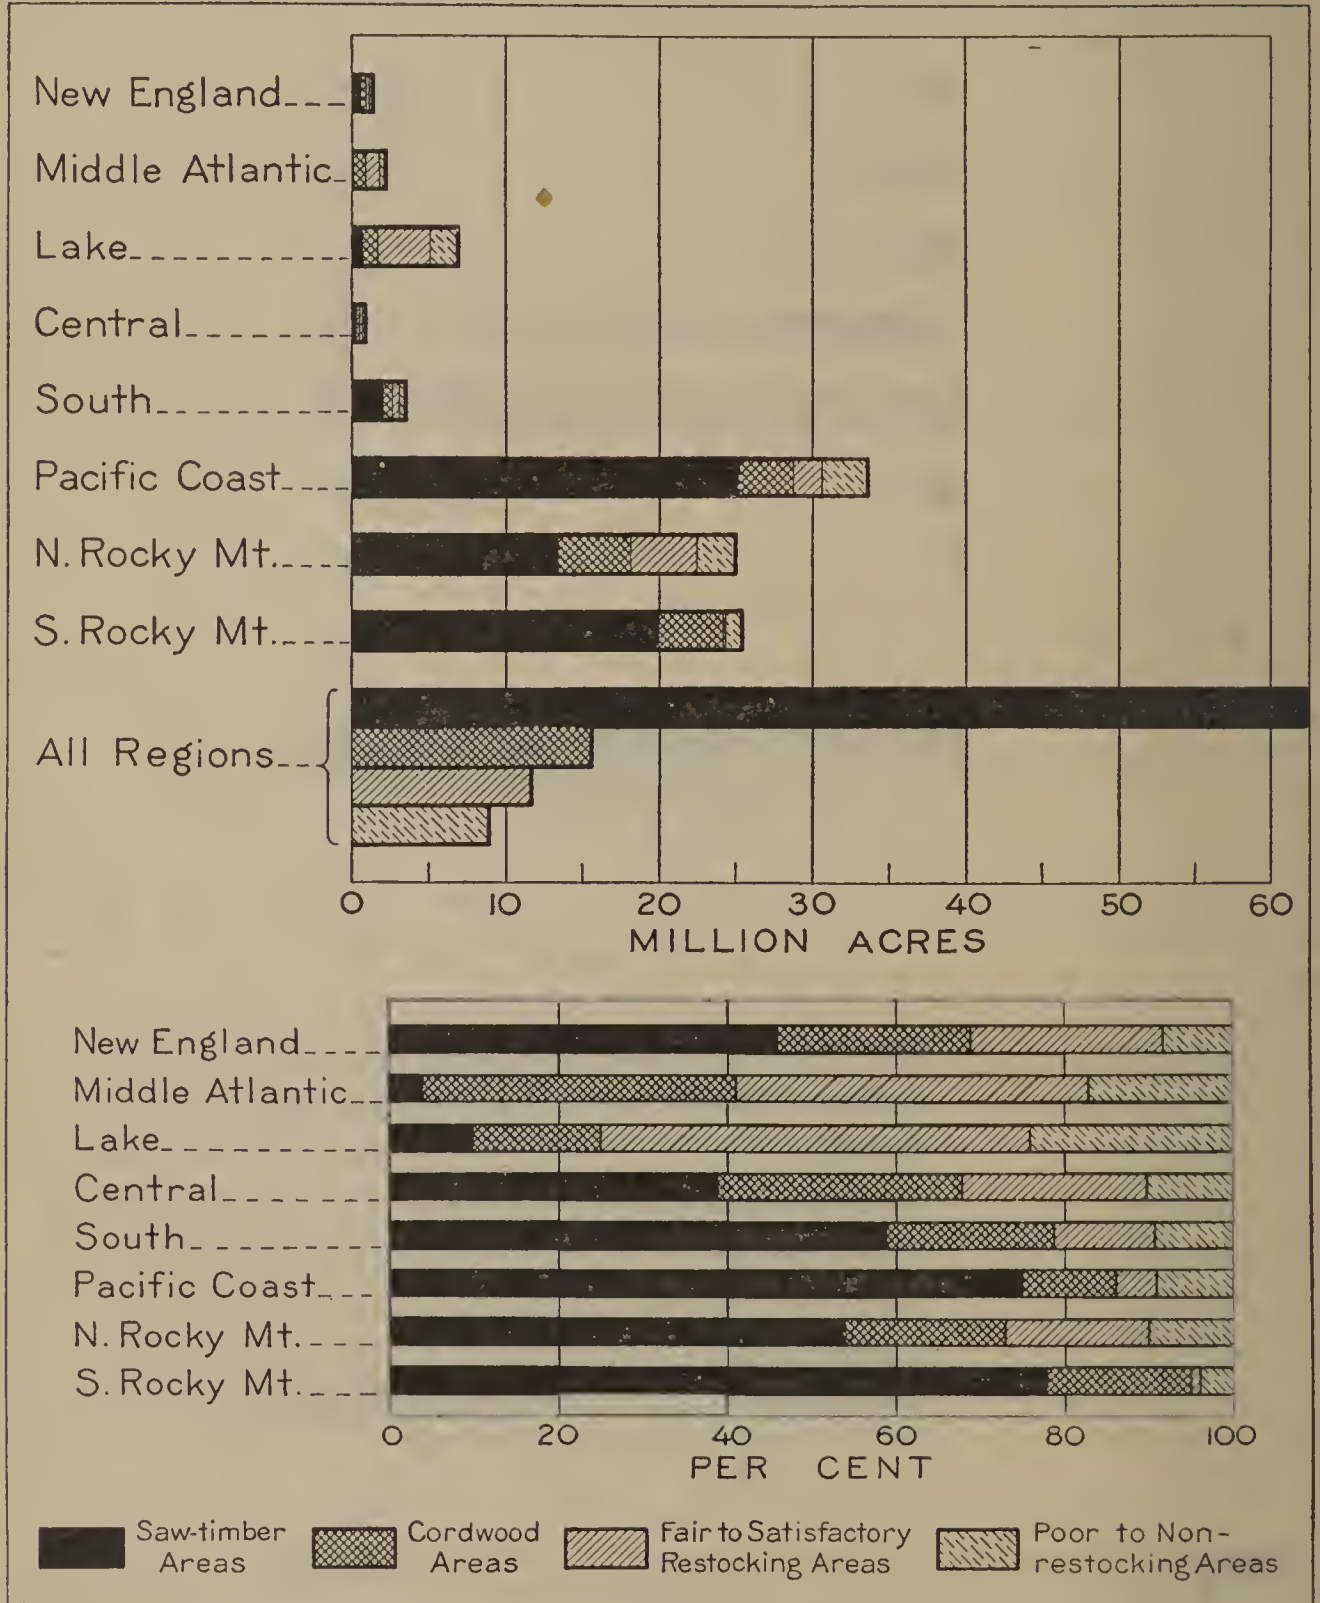 New England
Middle Atlantic
Lake
Central
South
Pacific Coast
N. Rocky Mt.
S. Rocky Mt.
All Regions
0 10 20 30 40 50 60
MILLION ACRES
New England
Middle Atlantic
Lake
Central
South
Pacific Coast
N. Rocky Mt.
S. Rocky Mt.
0 20 40 60 80 100
PER CENT
Saw-timber
Areas
Cordwood
Areas
Fair to Satisfactory
Restocking Areas
Poor to Non-
restocking Areas